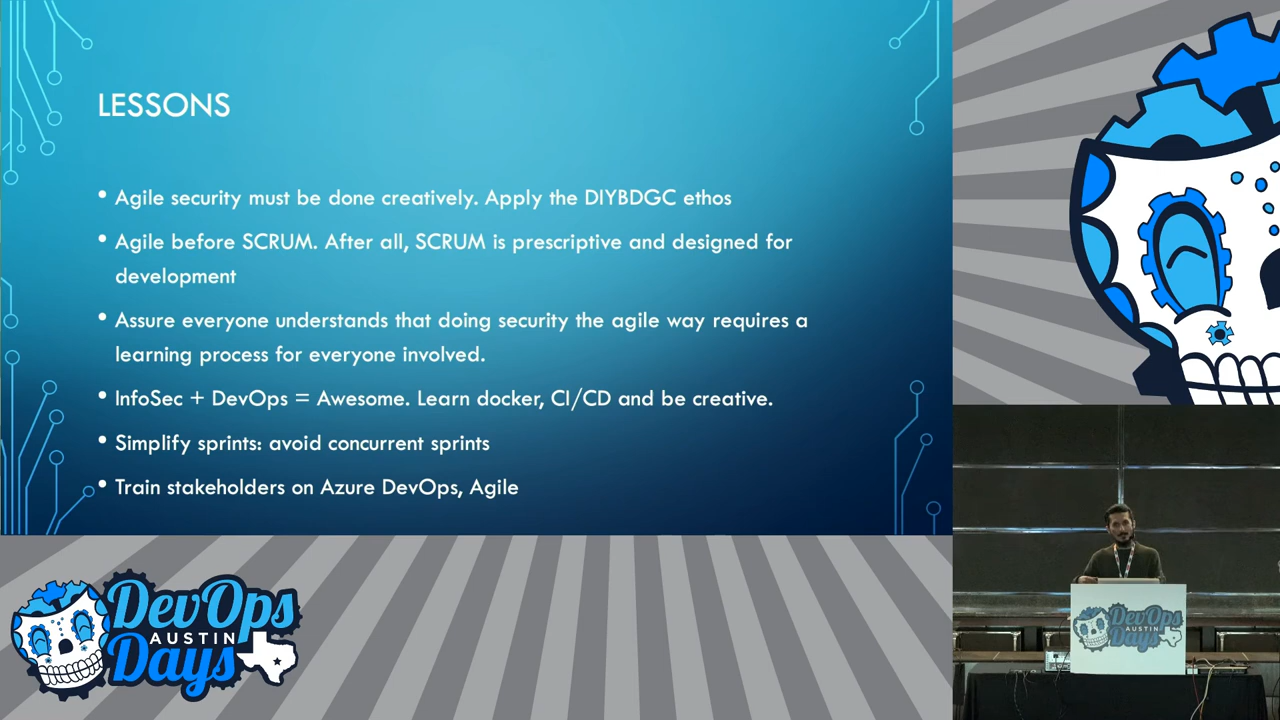 LESSONS
• Agile security must be done creatively. Apply the DIYBDGC ethos
• Agile before SCRUM. After all, SCRUM is prescriptive and designed for
development
• Assure everyone understands that doing security the agile way requires a
learning process for everyone involved.
• InfoSec + DevOps = Awesome. Learn docker, CI/CD and be creative.
• Simplify sprints: avoid concurrent sprints
• Train stakeholders on Azure DevOps, Agile
DevOps
AUSTIN
Days
DevOps
AUSTIN
Days